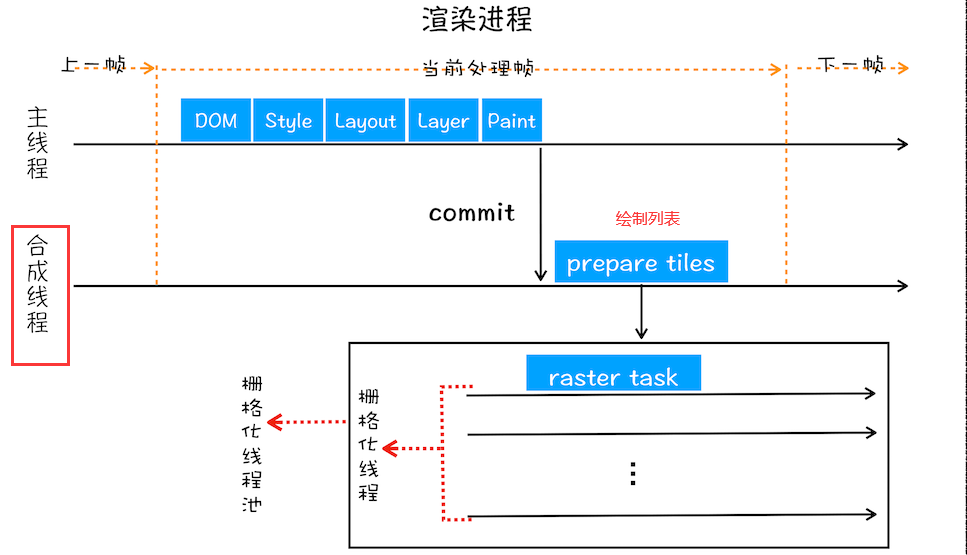 渲染进程
上一帧
当前处理帧
下一帧
主线程
DOM
Style
Layout
Layer
Paint
commit
绘制列表
合成线程
prepare tiles
raster task
栅格化线程池
栅格化线程